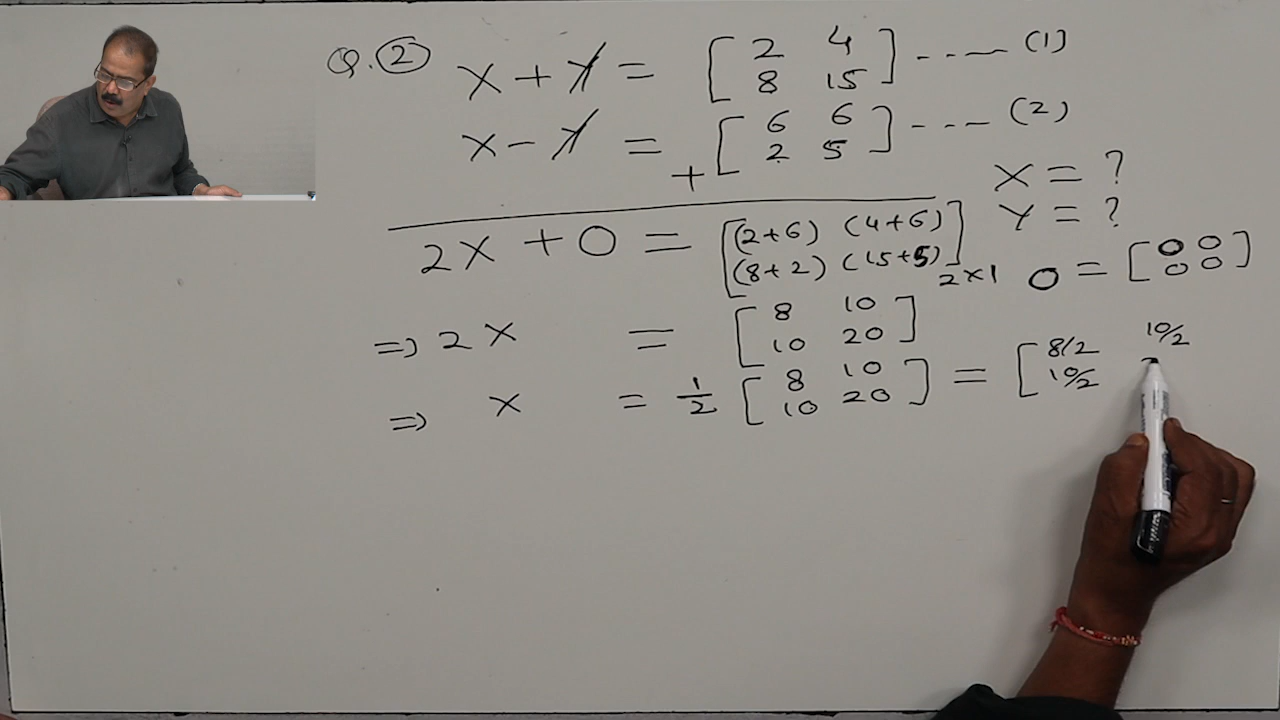 Q. 2 X + Y = [ 2 4 ] ---- (1)
8 15
X - Y = [ 6 6 ] --- (2)
+ 2 5
X = ?
Y = ?
2X + 0 = [ (2+6) (4+6) ]
(8+2) (15+5) 2×1
0 = [ 0 0 ]
0 0
=> 2X = [ 8 10 ]
10 20
=> X = 1/2 [ 8 10 ] = [ 8/2 10/2
10 20 10/2